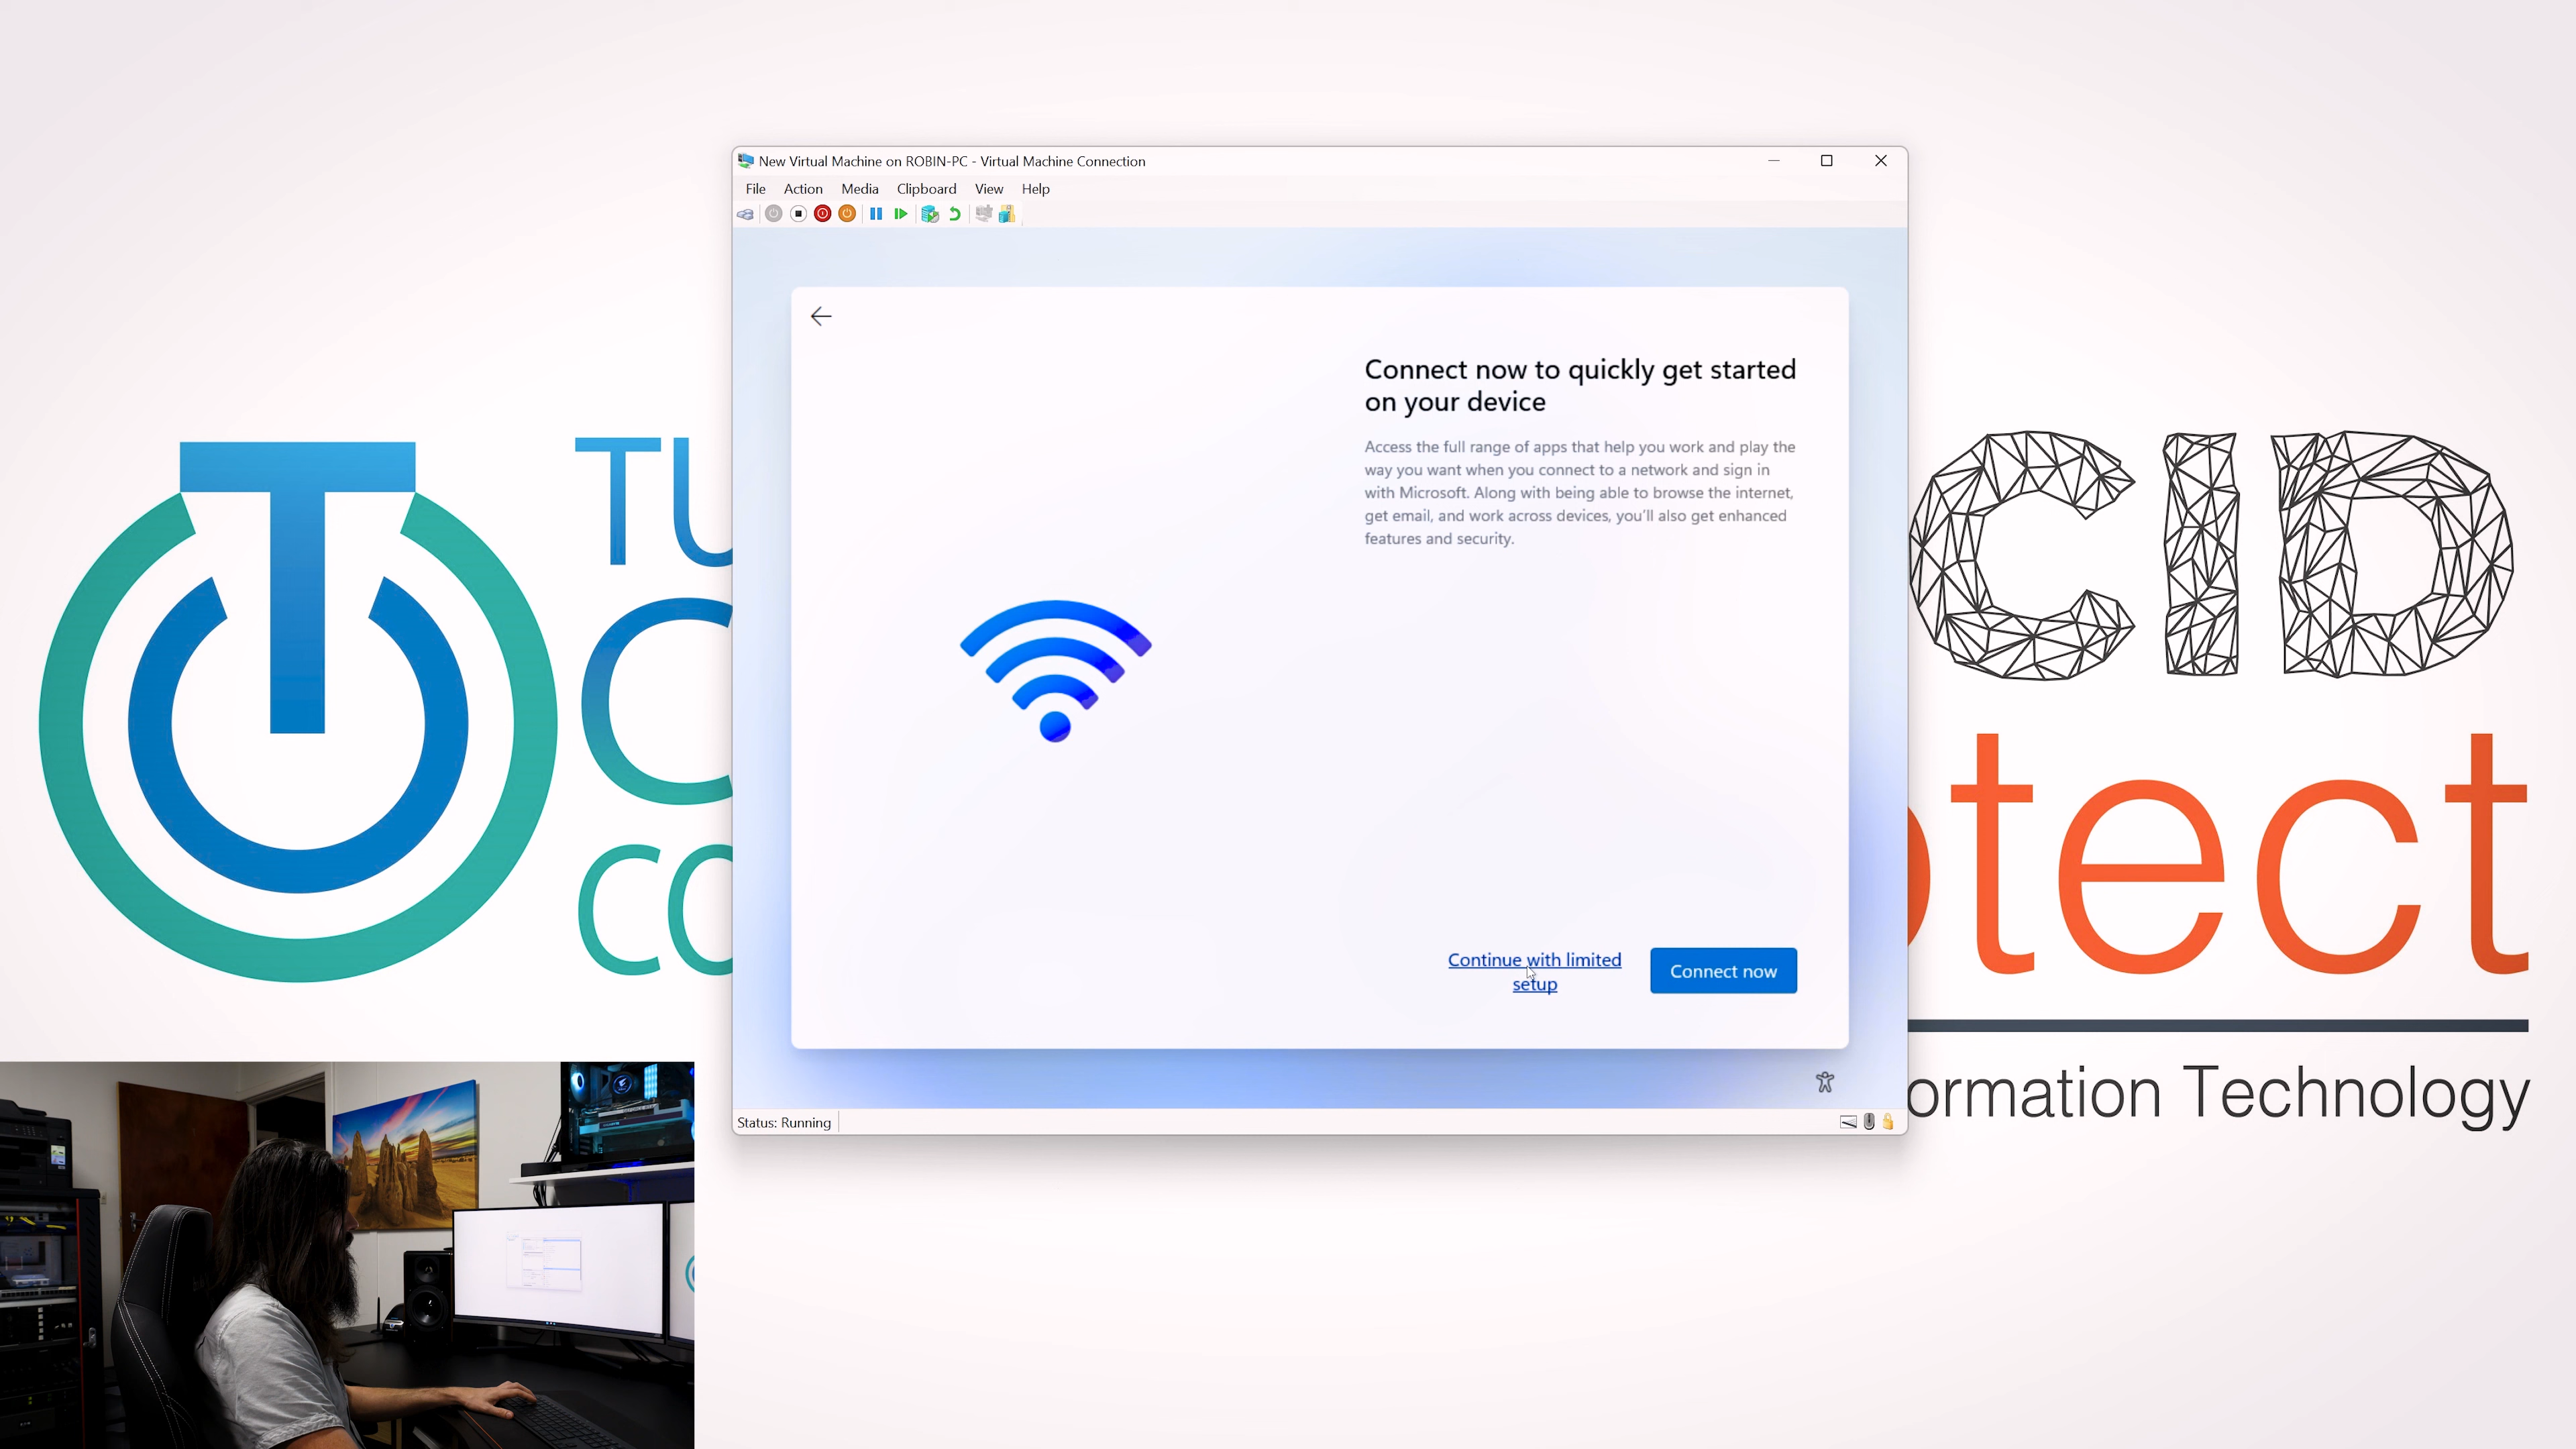 New Virtual Machine on ROBIN-PC - Virtual Machine Connection
File Action Media Clipboard View Help
Connect now to quickly get started
on your device
Access the full range of apps that help you work and play the
way you want when you connect to a network and sign in
with Microsoft. Along with being able to browse the internet,
get email, and work across devices, you'll also get enhanced
features and security.
Continue with limited
setup
Connect now
Status: Running
TU
C
CO
CID
otect
ormation Technology